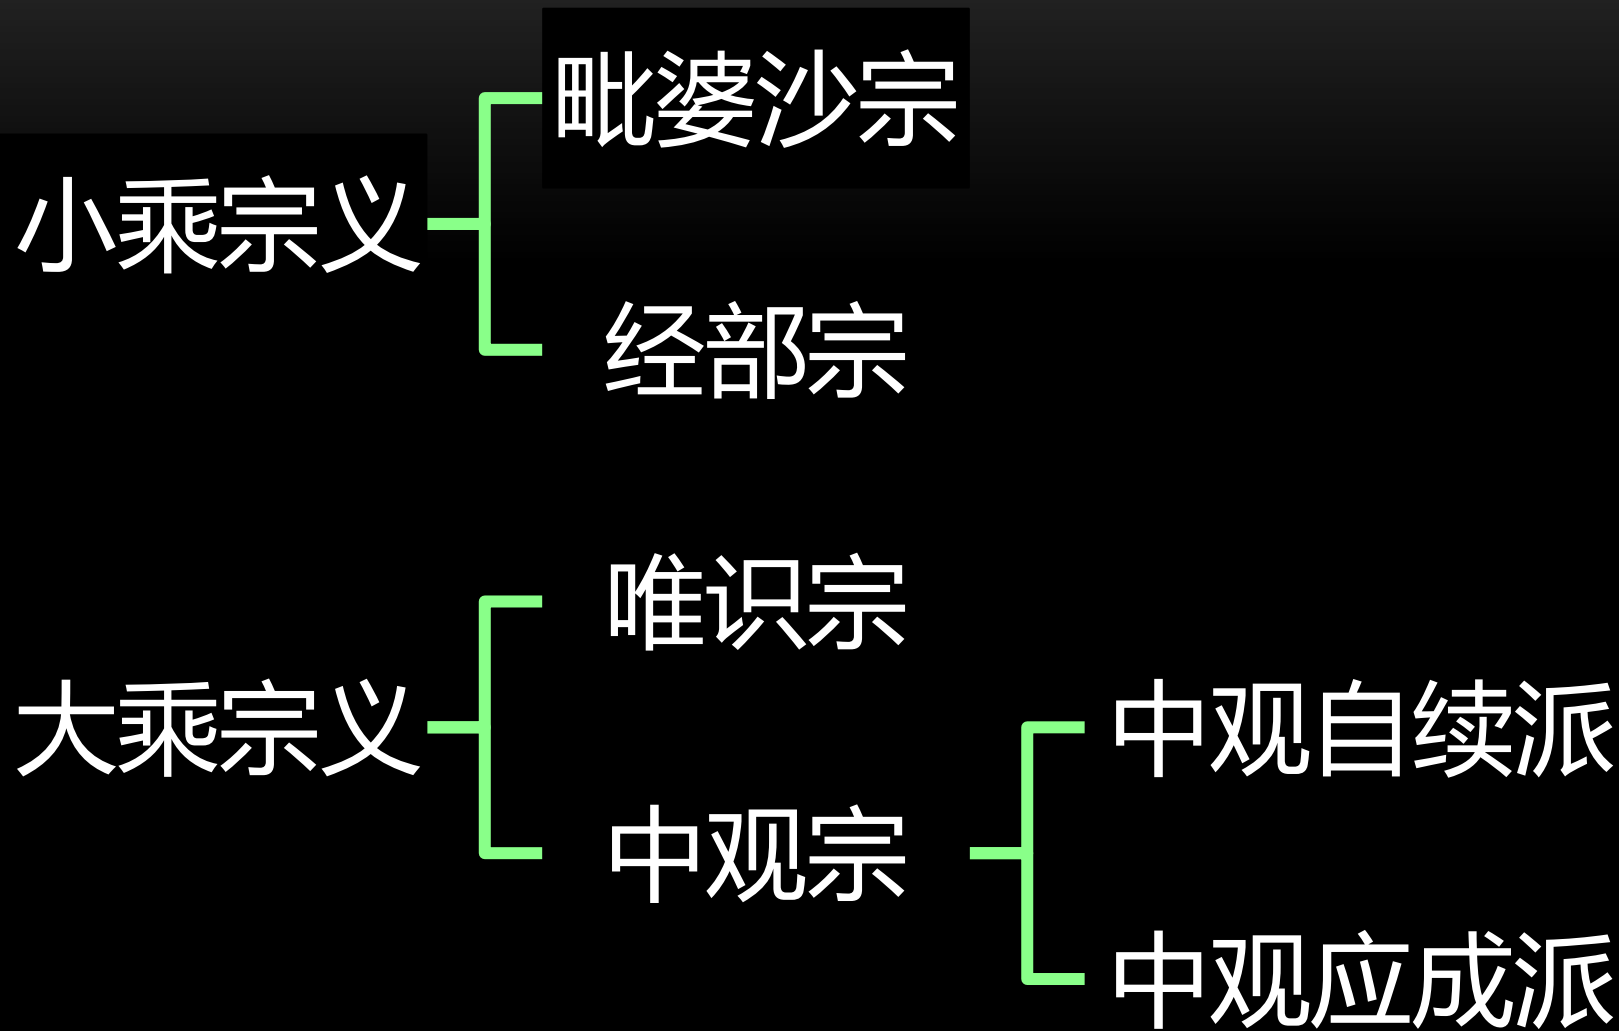 毗婆沙宗
小乘宗义
经部宗
唯识宗
大乘宗义
中观自续派
中观宗
中观应成派